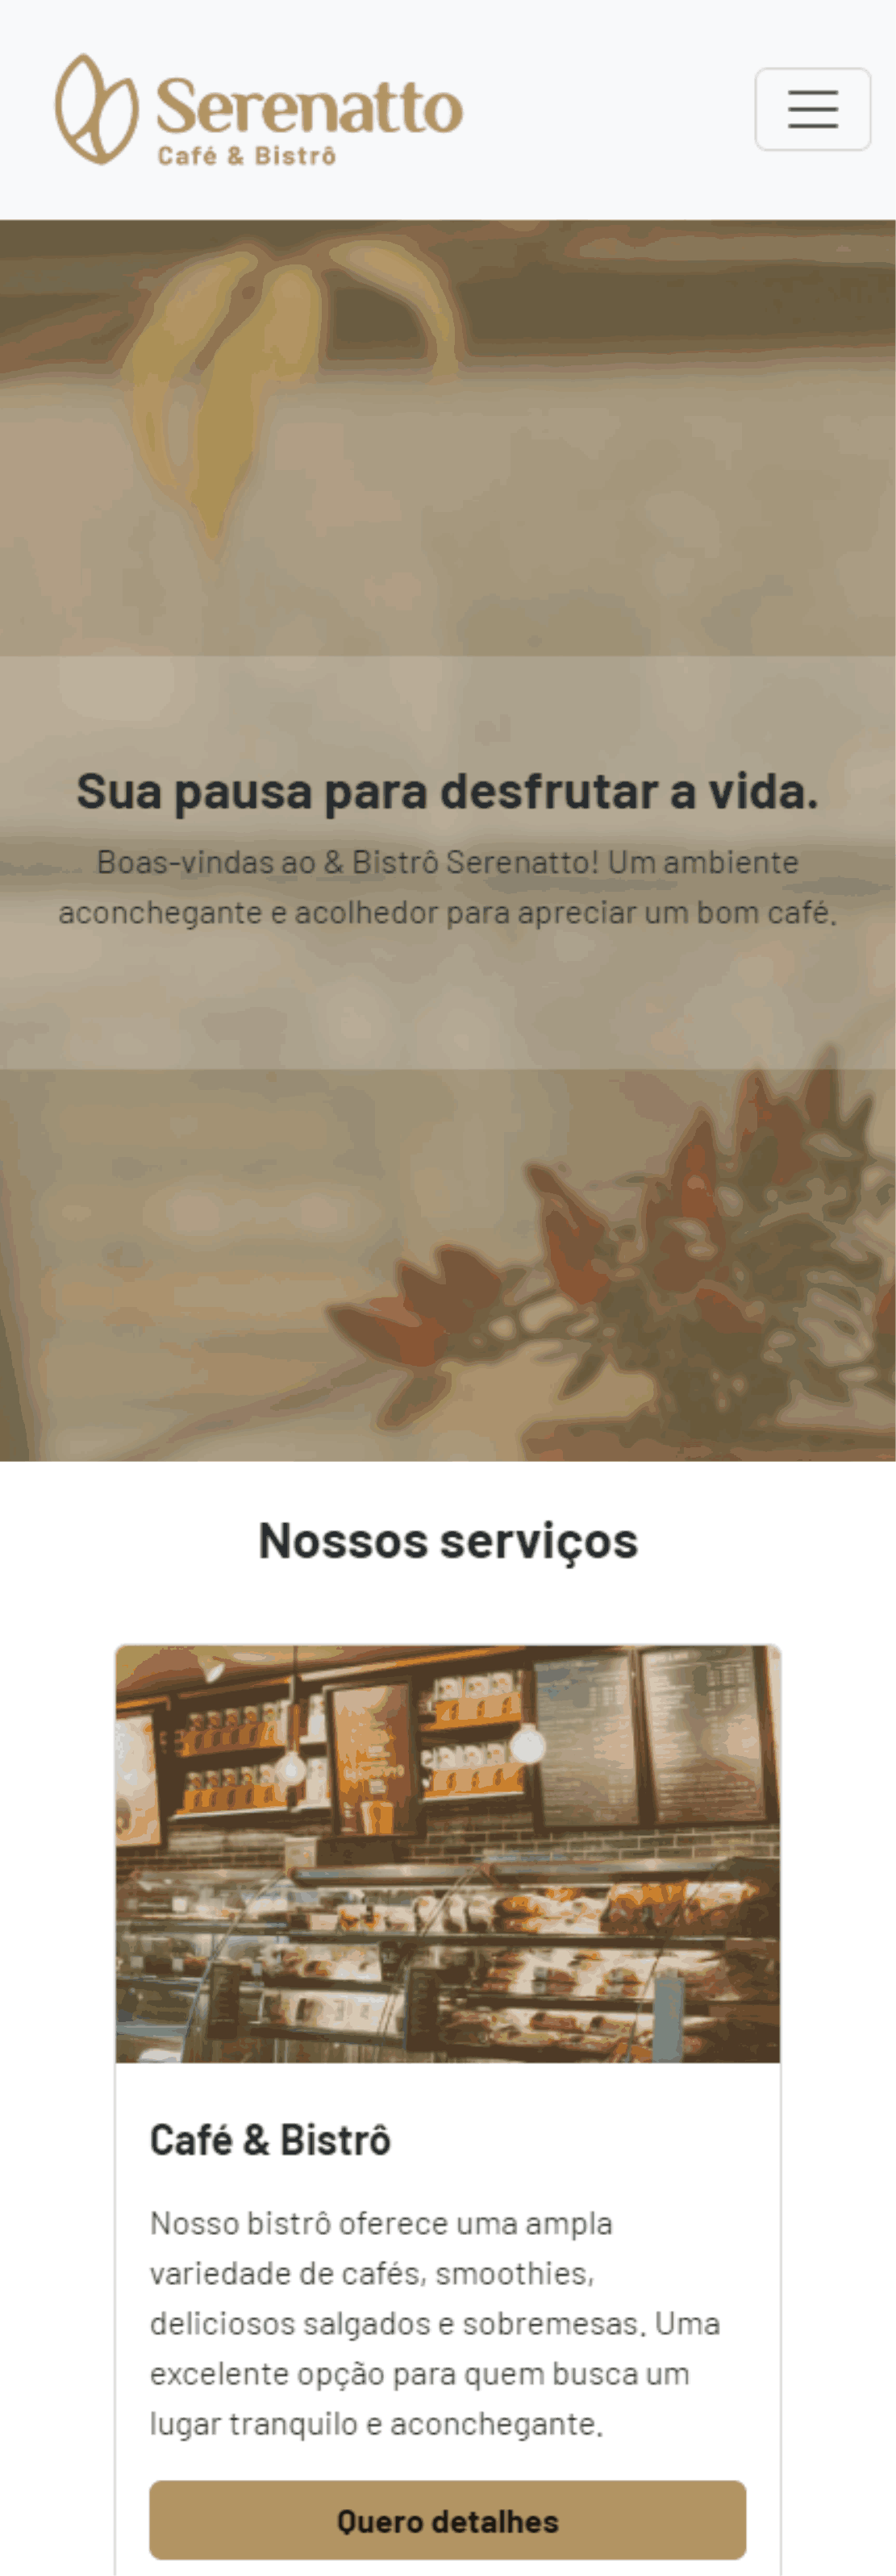 Serenatto
Café & Bistrô
Sua pausa para desfrutar a vida.
Boas-vindas ao & Bistrô Serenatto! Um ambiente
aconchegante e acolhedor para apreciar um bom café.
Nossos serviços
Café & Bistrô
Nosso bistrô oferece uma ampla
variedade de cafés, smoothies,
deliciosos salgados e sobremesas. Uma
excelente opção para quem busca um
lugar tranquilo e aconchegante.
Quero detalhes